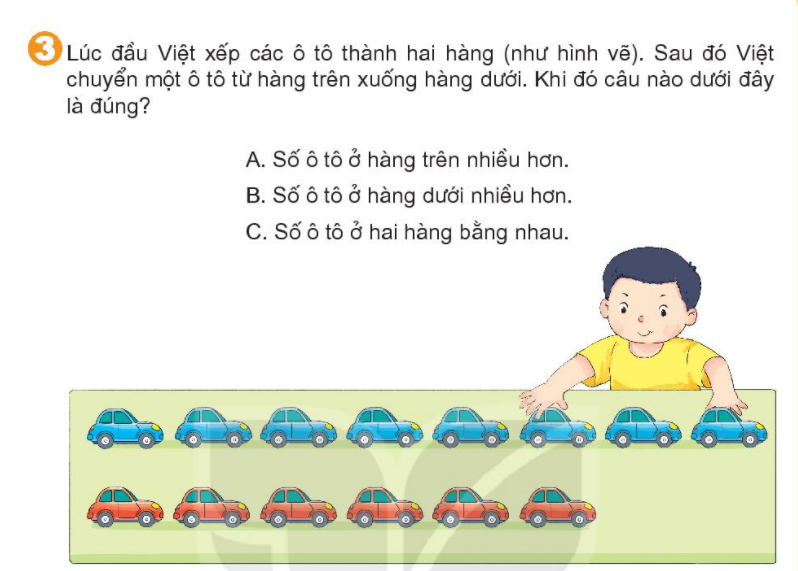 3 Lúc đầu Việt xếp các ô tô thành hai hàng (như hình vẽ). Sau đó Việt
chuyển một ô tô từ hàng trên xuống hàng dưới. Khi đó câu nào dưới đây
là đúng?
A. Số ô tô ở hàng trên nhiều hơn.
B. Số ô tô ở hàng dưới nhiều hơn.
C. Số ô tô ở hai hàng bằng nhau.